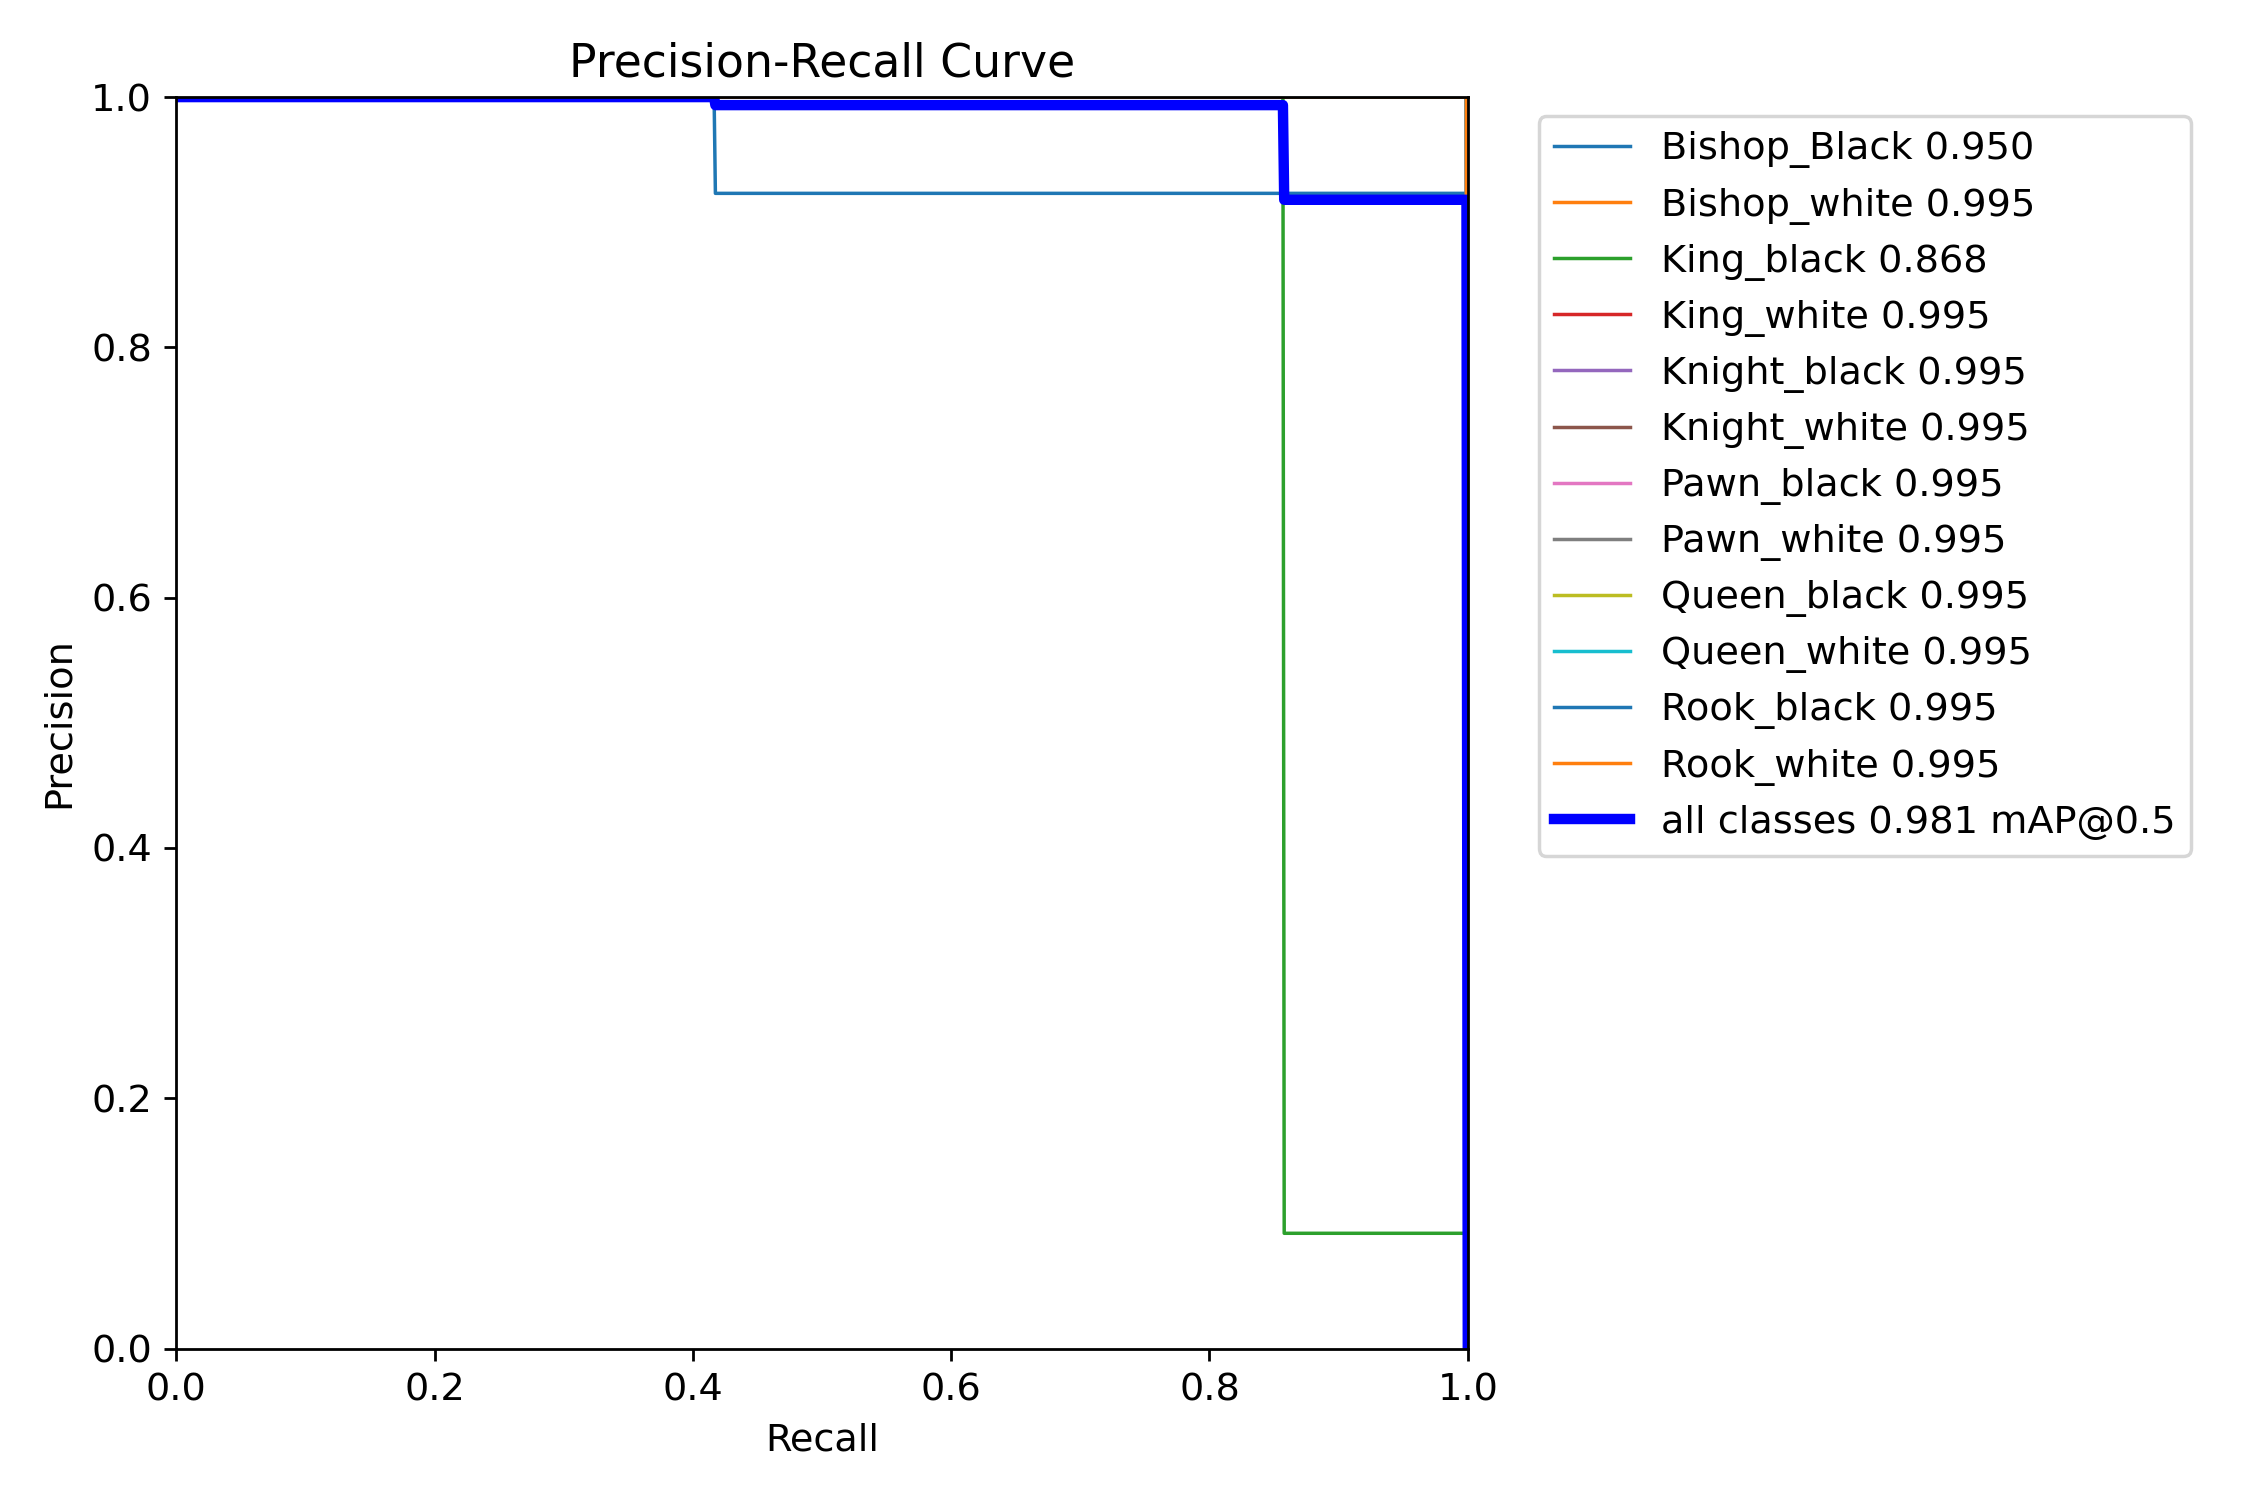 Precision-Recall Curve
1.0
0.8
0.6
0.4
0.2
0.0
Precision
0.0 0.2 0.4 0.6 0.8 1.0
Recall
Bishop_Black 0.950
Bishop_white 0.995
King_black 0.868
King_white 0.995
Knight_black 0.995
Knight_white 0.995
Pawn_black 0.995
Pawn_white 0.995
Queen_black 0.995
Queen_white 0.995
Rook_black 0.995
Rook_white 0.995
all classes 0.981 mAP@0.5